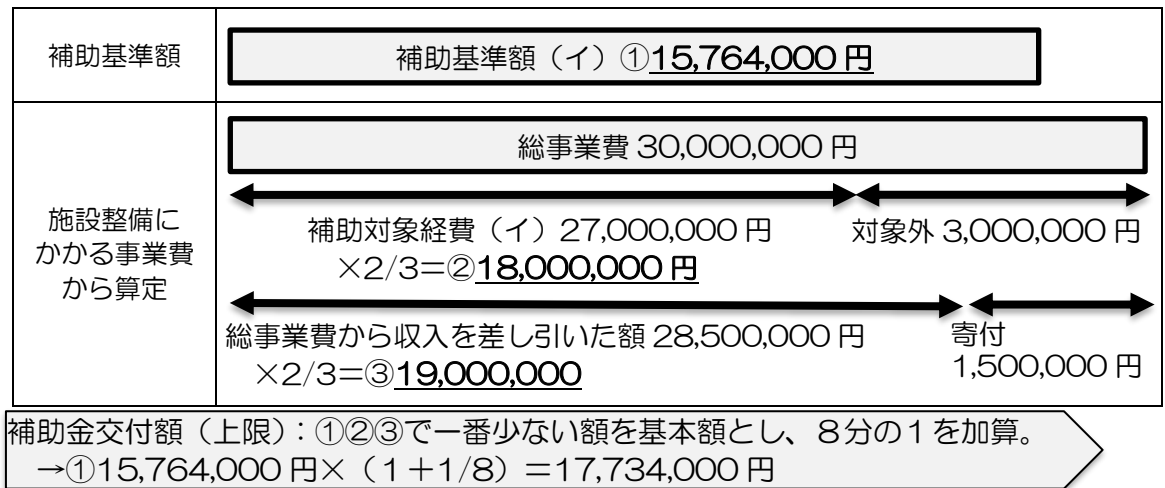 補助基準額
補助基準額（イ）①15,764,000 円
施設整備に
かかる事業費
から算定
総事業費 30,000,000 円
補助対象経費（イ）27,000,000 円
×2/3＝②18,000,000 円
対象外 3,000,000 円
総事業費から収入を差し引いた額 28,500,000 円
×2/3＝③19,000,000
寄付
1,500,000 円
補助金交付額（上限）：①②③で一番少ない額を基本額とし、８分の１を加算。
→①15,764,000 円×（１＋1/8）＝17,734,000 円